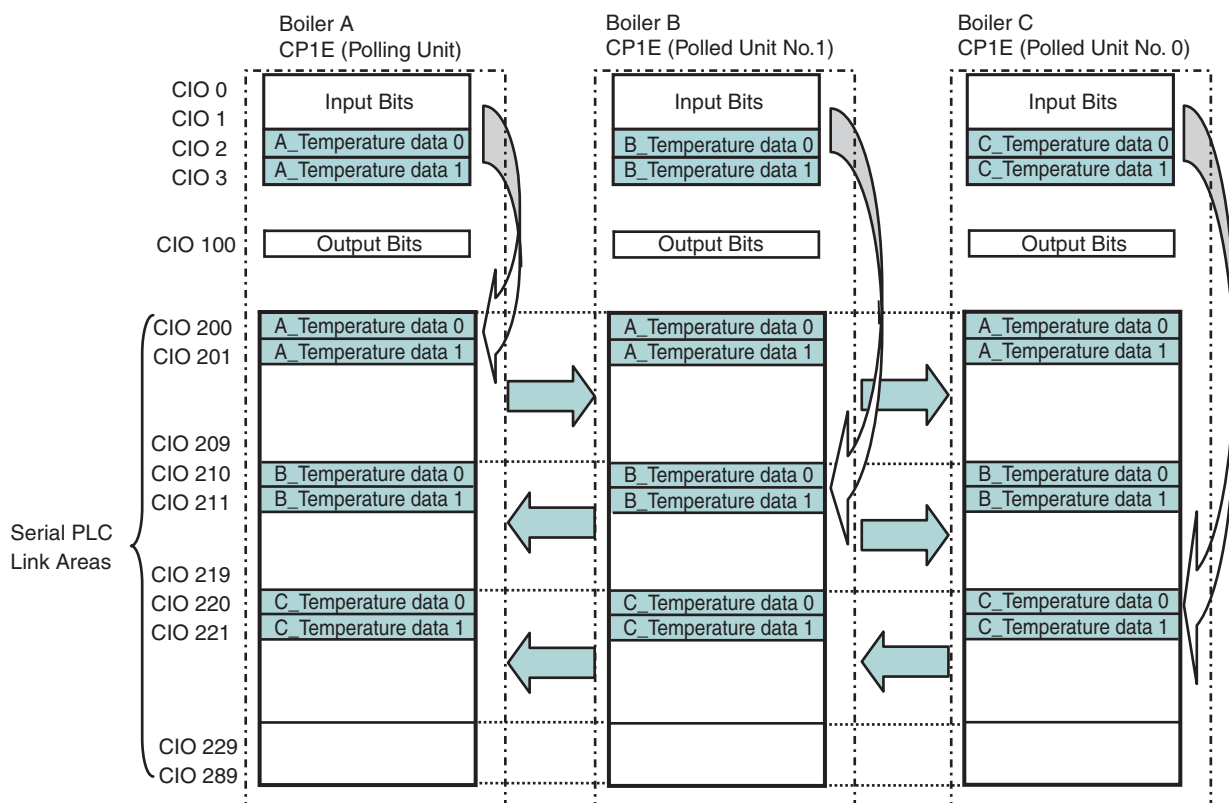 Boiler A
CP1E (Polling Unit)
Boiler B
CP1E (Polled Unit No.1)
Boiler C
CP1E (Polled Unit No. 0)
CIO 0
CIO 1
CIO 2
CIO 3
Input Bits
A_Temperature data 0
A_Temperature data 1
Input Bits
B_Temperature data 0
B_Temperature data 1
Input Bits
C_Temperature data 0
C_Temperature data 1
CIO 100
Output Bits
Output Bits
Output Bits
Serial PLC
Link Areas
CIO 200
CIO 201
CIO 209
CIO 210
CIO 211
CIO 219
CIO 220
CIO 221
CIO 229
CIO 289
A_Temperature data 0
A_Temperature data 1
B_Temperature data 0
B_Temperature data 1
C_Temperature data 0
C_Temperature data 1
A_Temperature data 0
A_Temperature data 1
B_Temperature data 0
B_Temperature data 1
C_Temperature data 0
C_Temperature data 1
A_Temperature data 0
A_Temperature data 1
B_Temperature data 0
B_Temperature data 1
C_Temperature data 0
C_Temperature data 1